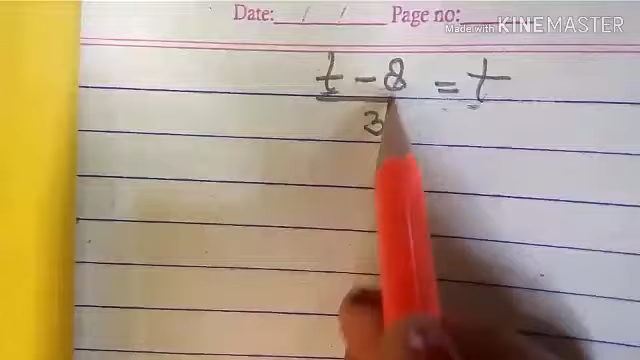 Date: / / Page no:
Made with KINEMASTER
t - 8 = t
3